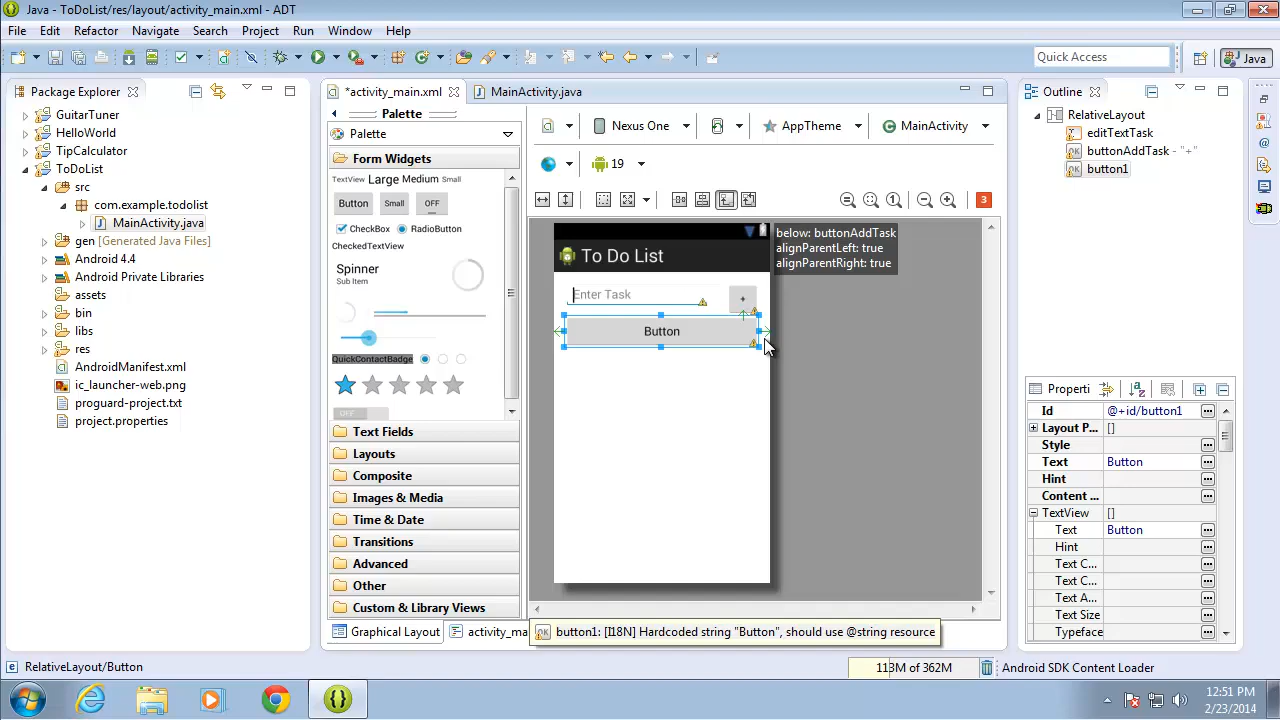 Java - ToDoList/res/layout/activity_main.xml - ADT
File Edit Refactor Navigate Search Project Run Window Help
Quick Access
Java
Package Explorer
GuitarTuner
HelloWorld
TipCalculator
ToDoList
src
com.example.todolist
MainActivity.java
gen [Generated Java Files]
Android 4.4
Android Private Libraries
assets
bin
libs
res
AndroidManifest.xml
ic_launcher-web.png
proguard-project.txt
project.properties
*activity_main.xml
MainActivity.java
Palette
Palette
Form Widgets
TextView Large Medium Small
Button Small OFF
CheckBox RadioButton
CheckedTextView
Spinner
Sub Item
QuickContactBadge
OFF
Text Fields
Layouts
Composite
Images & Media
Time & Date
Transitions
Advanced
Other
Custom & Library Views
Graphical Layout
activity_ma
Nexus One
AppTheme
MainActivity
19
3
To Do List
Enter Task
+
Button
below: buttonAddTask
alignParentLeft: true
alignParentRight: true
button1: [I18N] Hardcoded string "Button", should use @string resource
Outline
RelativeLayout
editTextTask
buttonAddTask - "+"
button1
Properti
Id @+id/button1
Layout P... []
Style
Text Button
Hint
Content ...
TextView []
Text Button
Hint
Text C...
Text C...
Text A...
Text Size
Typeface
RelativeLayout/Button
113M of 362M
Android SDK Content Loader
12:51 PM
2/23/2014